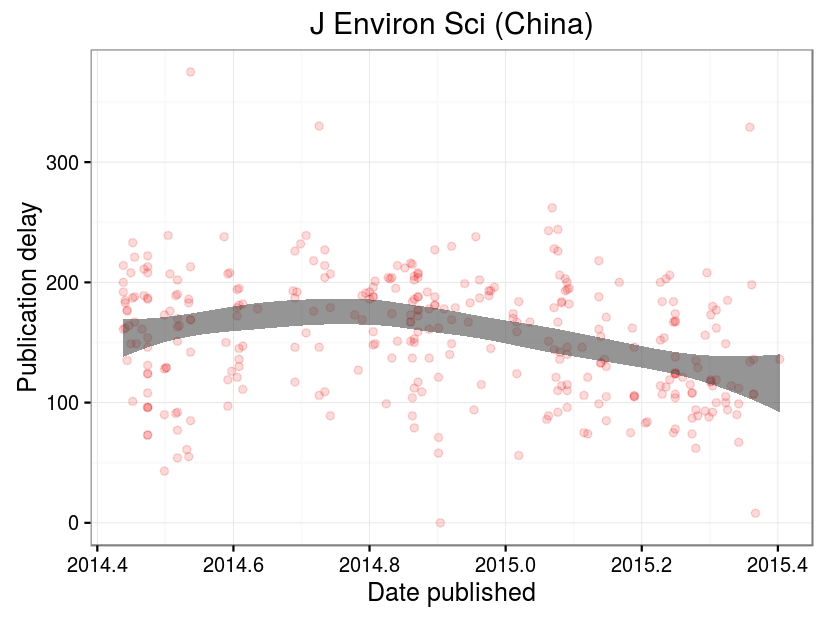 J Environ Sci (China)
Publication delay
300
200
100
0
2014.4 2014.6 2014.8 2015.0 2015.2 2015.4
Date published